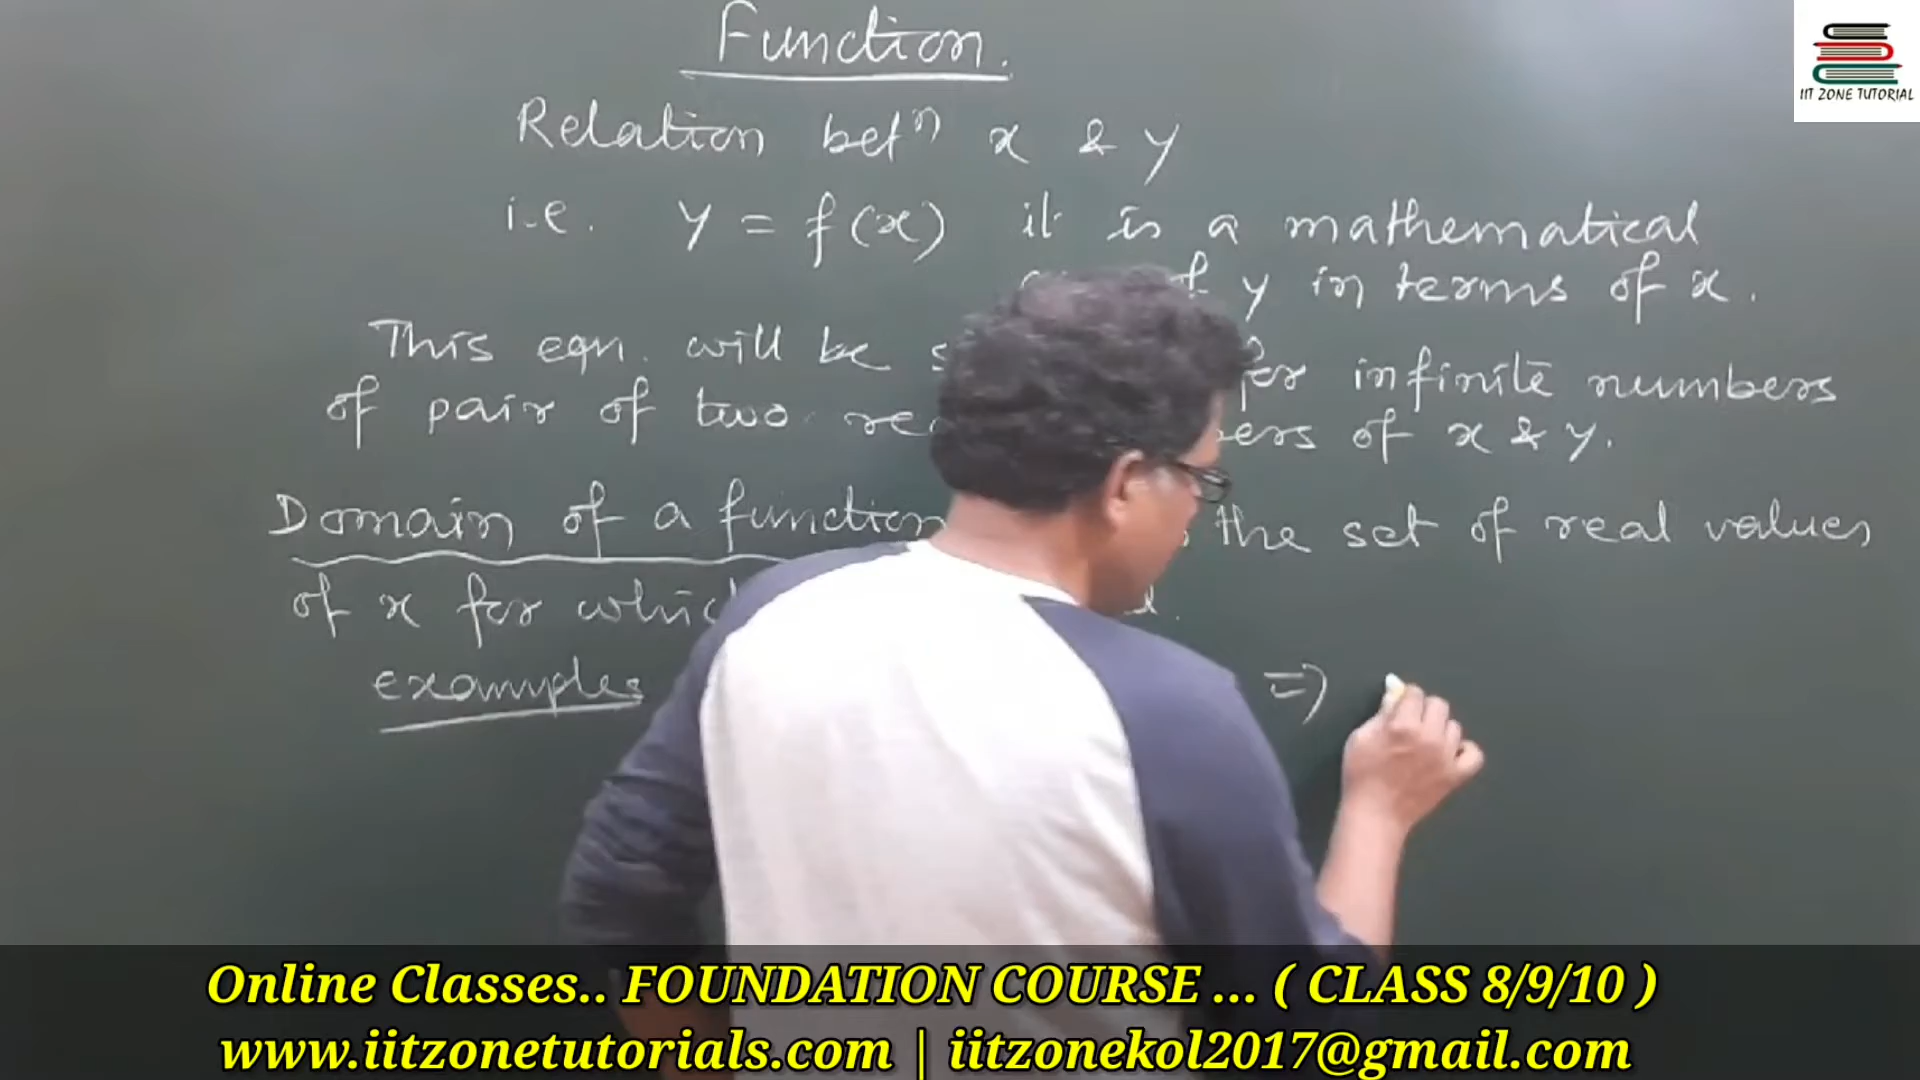 Function.
IIT ZONE TUTORIAL
Relation betⁿ x & y
i.e. y = f(x) it is a mathematical
of y in terms of x.
This eqn. will be for infinite numbers
of pair of two of x & y.
Domain of a function the set of real values
of x for
examples =>
Online Classes.. FOUNDATION COURSE ... ( CLASS 8/9/10 )
www.iitzonetutorials.com | iitzonekol2017@gmail.com